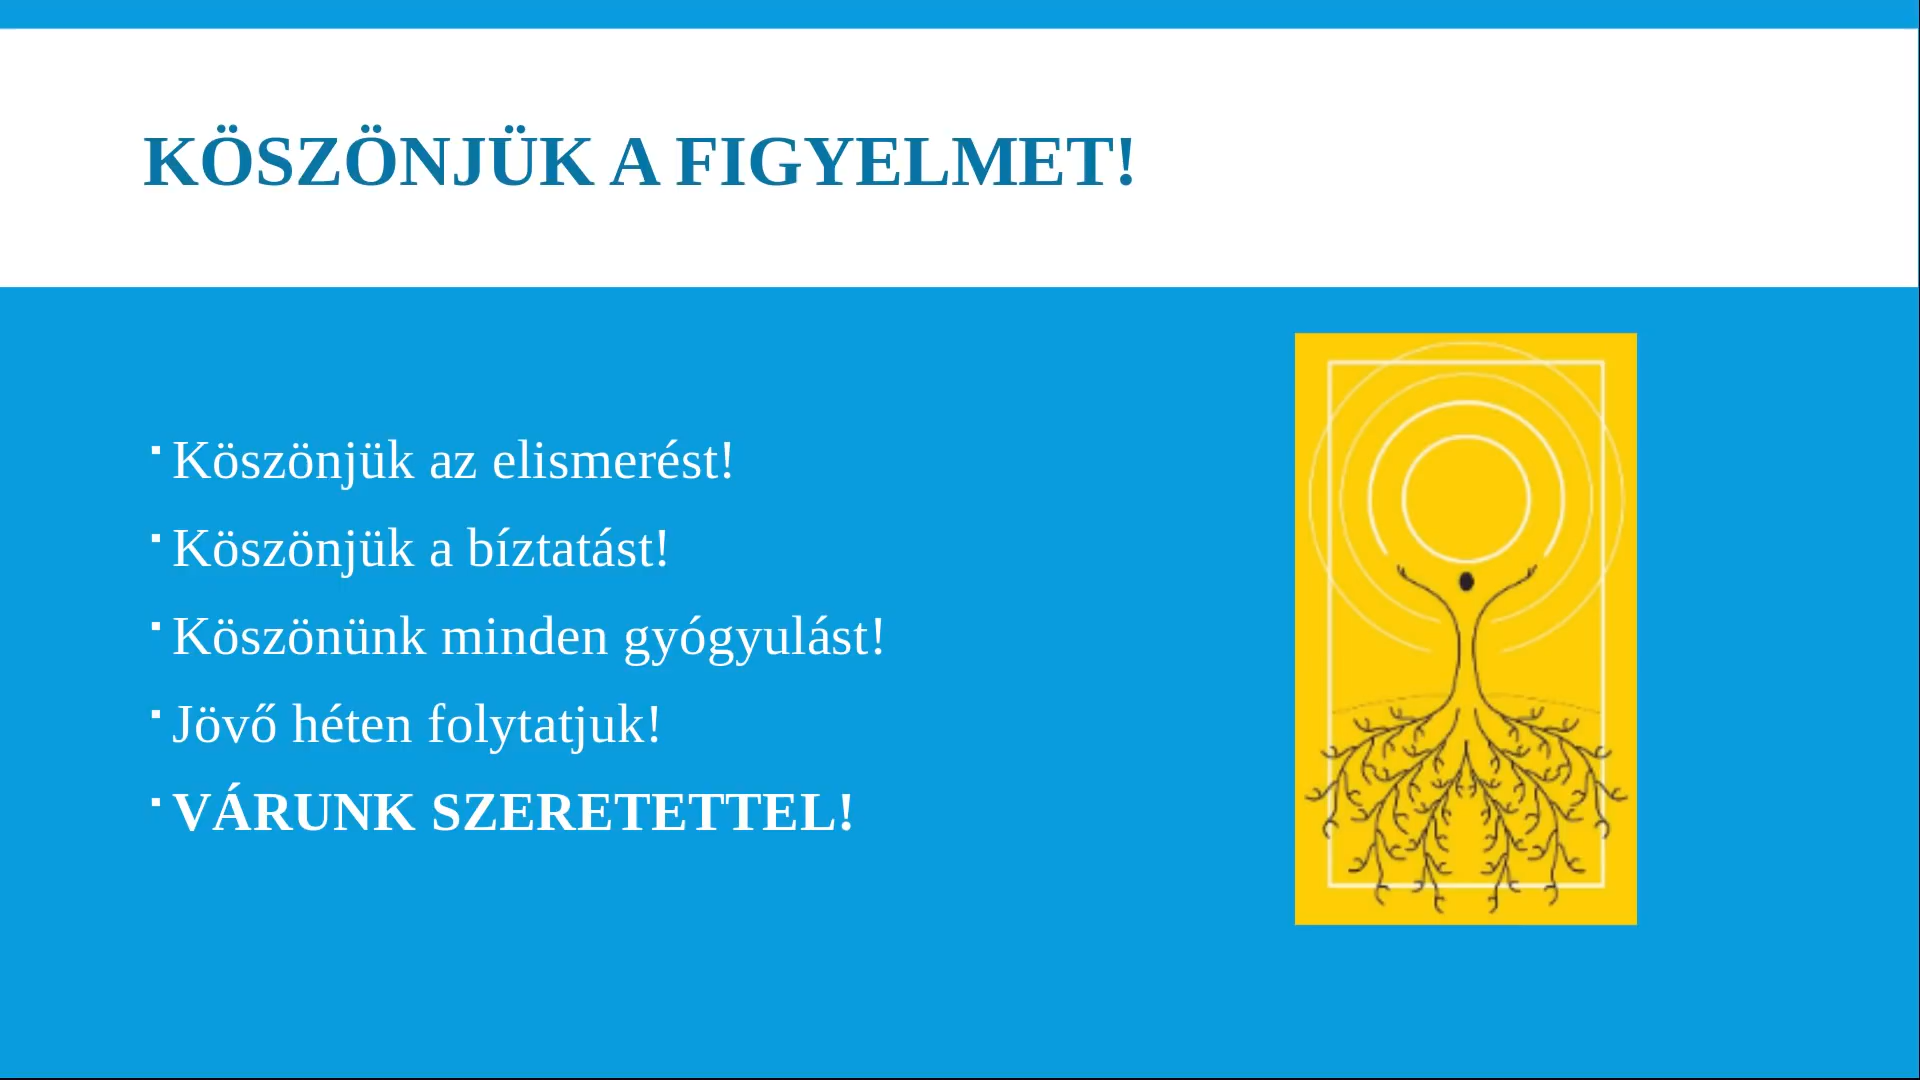 KÖSZÖNJÜK A FIGYELMET!
Köszönjük az elismerést!
Köszönjük a bíztatást!
Köszönünk minden gyógyulást!
Jövő héten folytatjuk!
VÁRUNK SZERETETTEL!